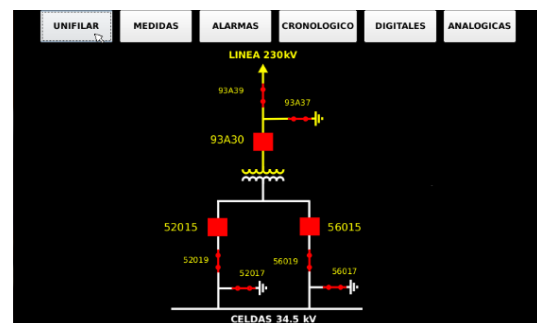 UNIFILAR MEDIDAS ALARMAS CRONOLOGICO DIGITALES ANALOGICAS
LINEA 230kV
93A39
93A37
93A30
52015 56015
52019 56019
52017 56017
CELDAS 34.5 kV